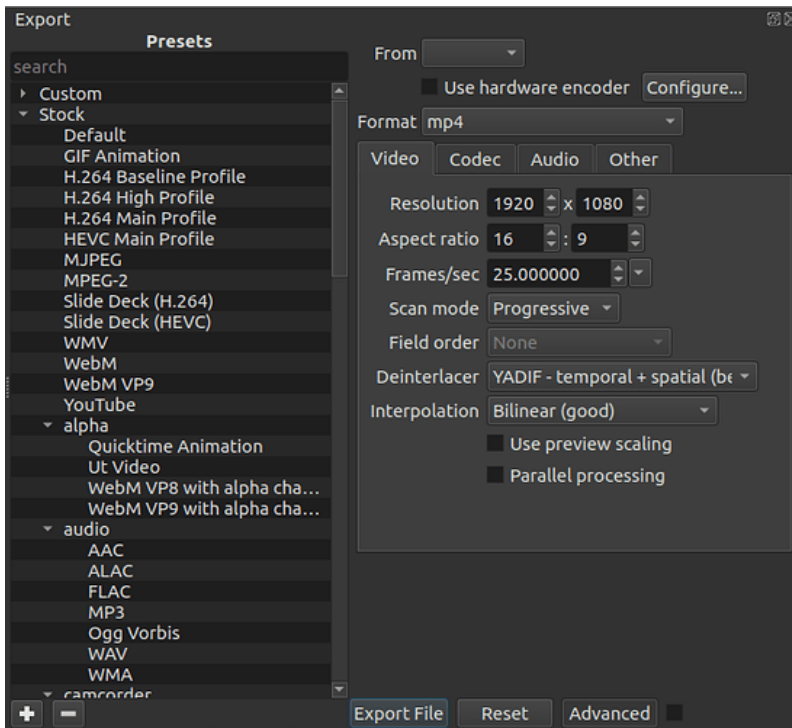 Export
Presets
search
Custom
Stock
Default
GIF Animation
H.264 Baseline Profile
H.264 High Profile
H.264 Main Profile
HEVC Main Profile
MJPEG
MPEG-2
Slide Deck (H.264)
Slide Deck (HEVC)
WMV
WebM
WebM VP9
YouTube
alpha
Quicktime Animation
Ut Video
WebM VP8 with alpha cha...
WebM VP9 with alpha cha...
audio
AAC
ALAC
FLAC
MP3
Ogg Vorbis
WAV
WMA
camcorder
From
Use hardware encoder Configure...
Format mp4
Video Codec Audio Other
Resolution 1920 x 1080
Aspect ratio 16 : 9
Frames/sec 25.000000
Scan mode Progressive
Field order None
Deinterlacer YADIF - temporal + spatial (be
Interpolation Bilinear (good)
Use preview scaling
Parallel processing
Export File Reset Advanced